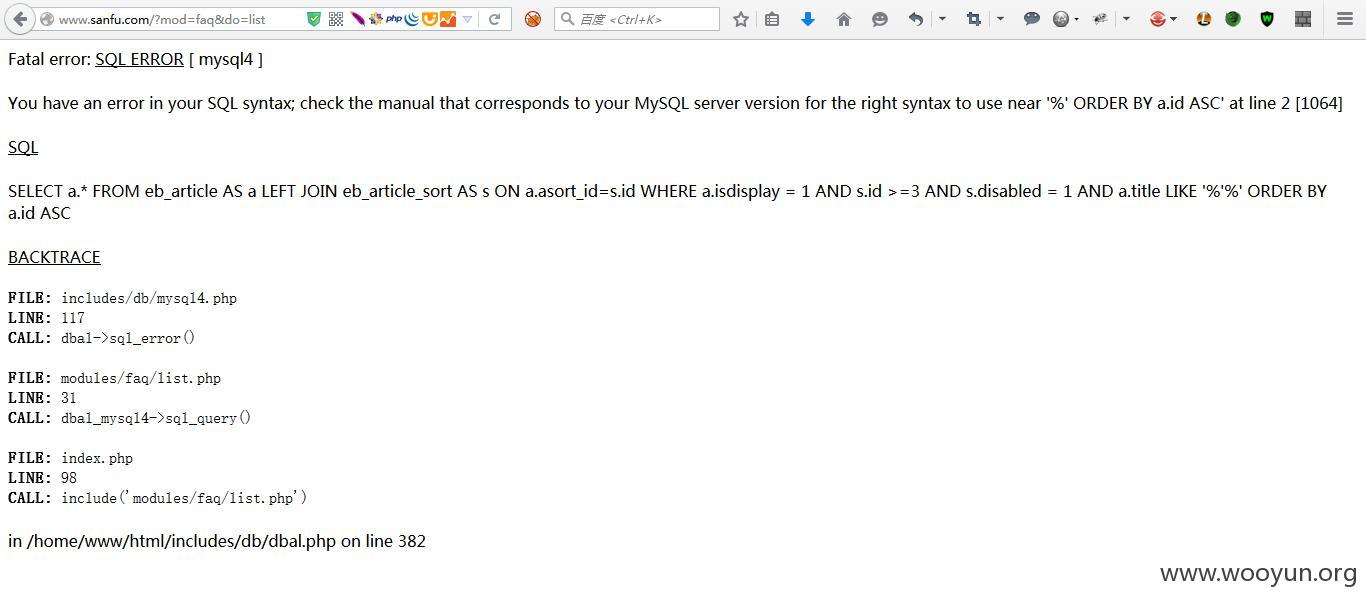 www.sanfu.com/?mod=faq&do=list
php
百度 <Ctrl+K>
Fatal error: SQL ERROR [ mysql4 ]
You have an error in your SQL syntax; check the manual that corresponds to your MySQL server version for the right syntax to use near '%' ORDER BY a.id ASC' at line 2 [1064]
SQL
SELECT a.* FROM eb_article AS a LEFT JOIN eb_article_sort AS s ON a.asort_id=s.id WHERE a.isdisplay = 1 AND s.id >=3 AND s.disabled = 1 AND a.title LIKE '%'%' ORDER BY
a.id ASC
BACKTRACE
FILE: includes/db/mysql4.php
LINE: 117
CALL: dbal->sql_error()
FILE: modules/faq/list.php
LINE: 31
CALL: dbal_mysql4->sql_query()
FILE: index.php
LINE: 98
CALL: include('modules/faq/list.php')
in /home/www/html/includes/db/dbal.php on line 382
www.wooyun.org